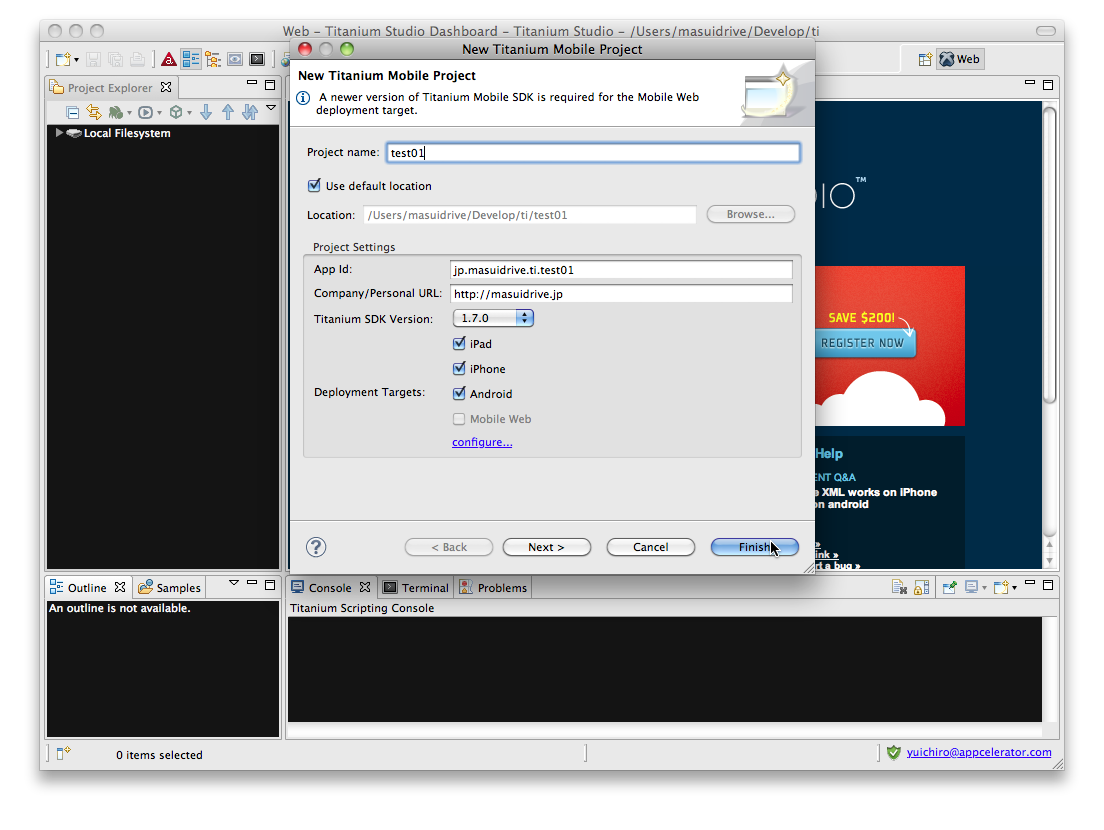 Web – Titanium Studio Dashboard – Titanium Studio – /Users/masuidrive/Develop/ti
New Titanium Mobile Project
Web
New Titanium Mobile Project
A newer version of Titanium Mobile SDK is required for the Mobile Web
deployment target.
Project Explorer
Local Filesystem
Project name: test01
Use default location
Location: /Users/masuidrive/Develop/ti/test01 Browse...
Project Settings
App Id: jp.masuidrive.ti.test01
Company/Personal URL: http://masuidrive.jp
Titanium SDK Version: 1.7.0
iPad
iPhone
Deployment Targets: Android
Mobile Web
configure...
IO™
SAVE $200!
REGISTER NOW
Help
ENT Q&A
e XML works on iPhone
on android
»
ink »
rt a bug »
? < Back Next > Cancel Finish
Outline Samples
An outline is not available.
Console Terminal Problems
Titanium Scripting Console
0 items selected
yuichiro@appcelerator.com